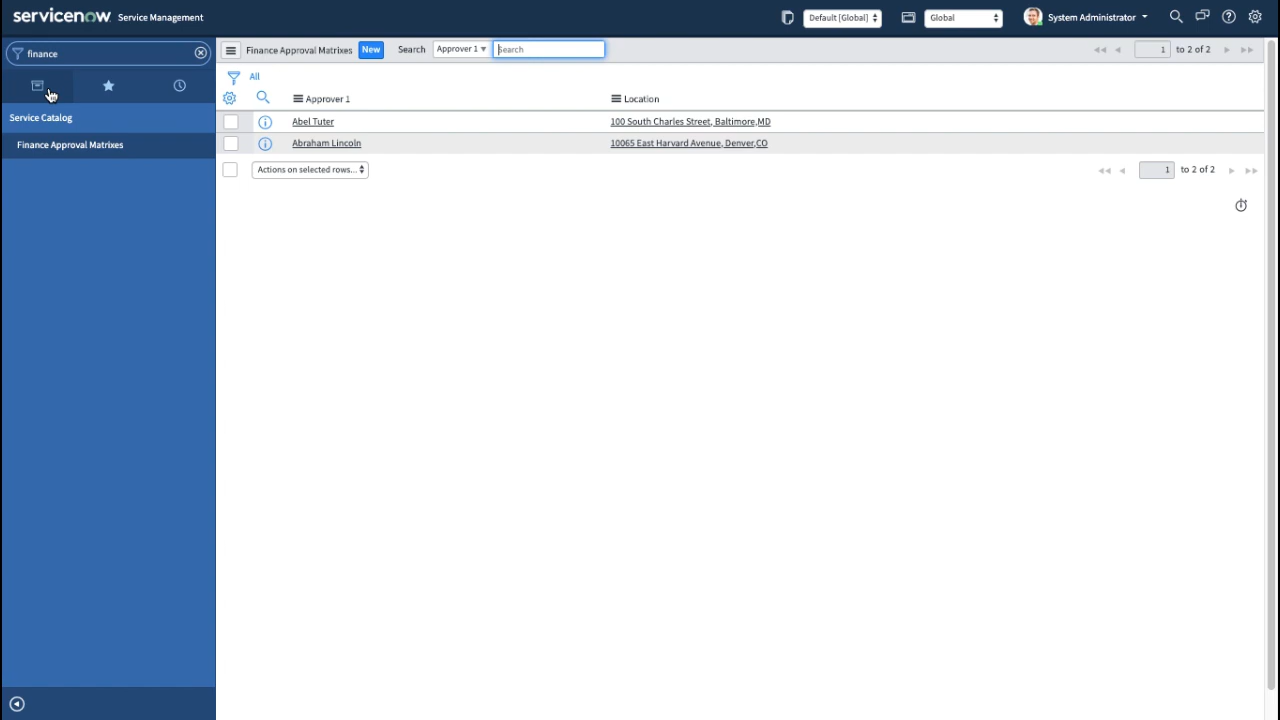 servicenow Service Management
Default [Global]
Global
System Administrator
finance
Finance Approval Matrixes New Search Approver 1 Search
1 to 2 of 2
All
Service Catalog
Finance Approval Matrixes
Approver 1 Location
Abel Tuter 100 South Charles Street, Baltimore,MD
Abraham Lincoln 10065 East Harvard Avenue, Denver,CO
Actions on selected rows...
1 to 2 of 2